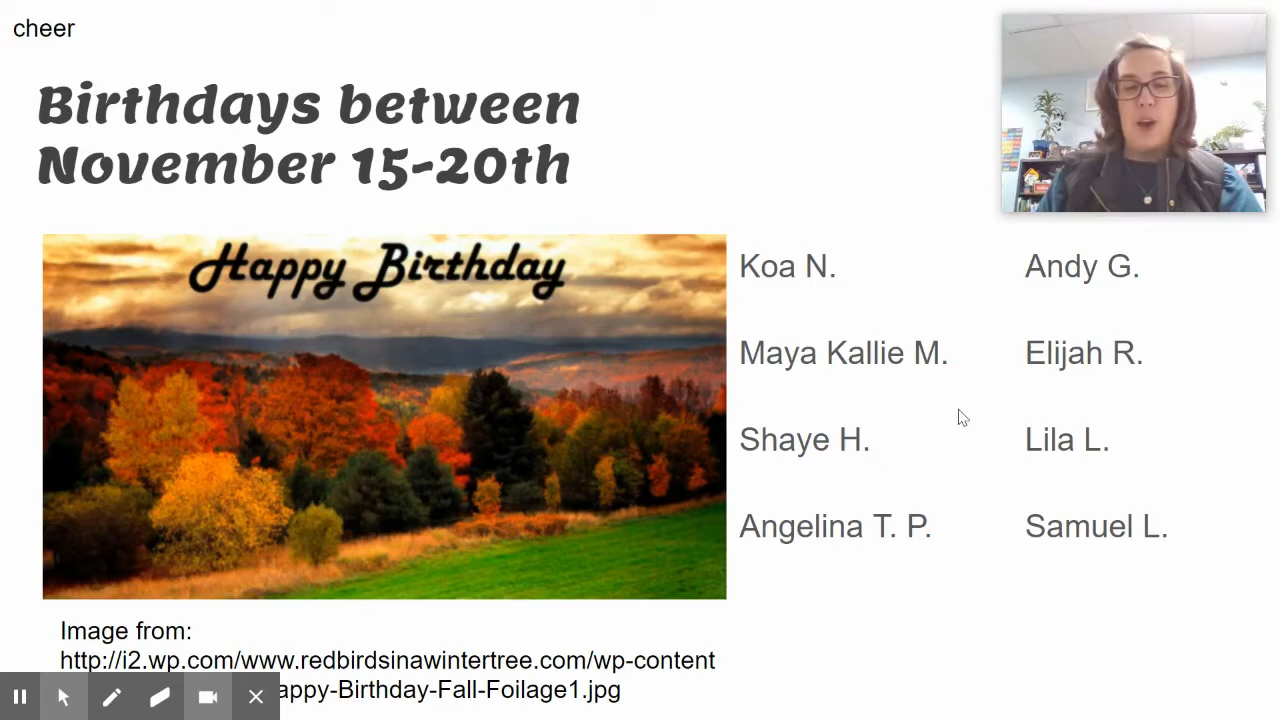 cheer
Birthdays between
November 15-20th
Happy Birthday
Koa N.
Andy G.
Maya Kallie M.
Elijah R.
Shaye H.
Lila L.
Angelina T. P.
Samuel L.
Image from:
http://i2.wp.com/www.redbirdsinawintertree.com/wp-content
appy-Birthday-Fall-Foilage1.jpg